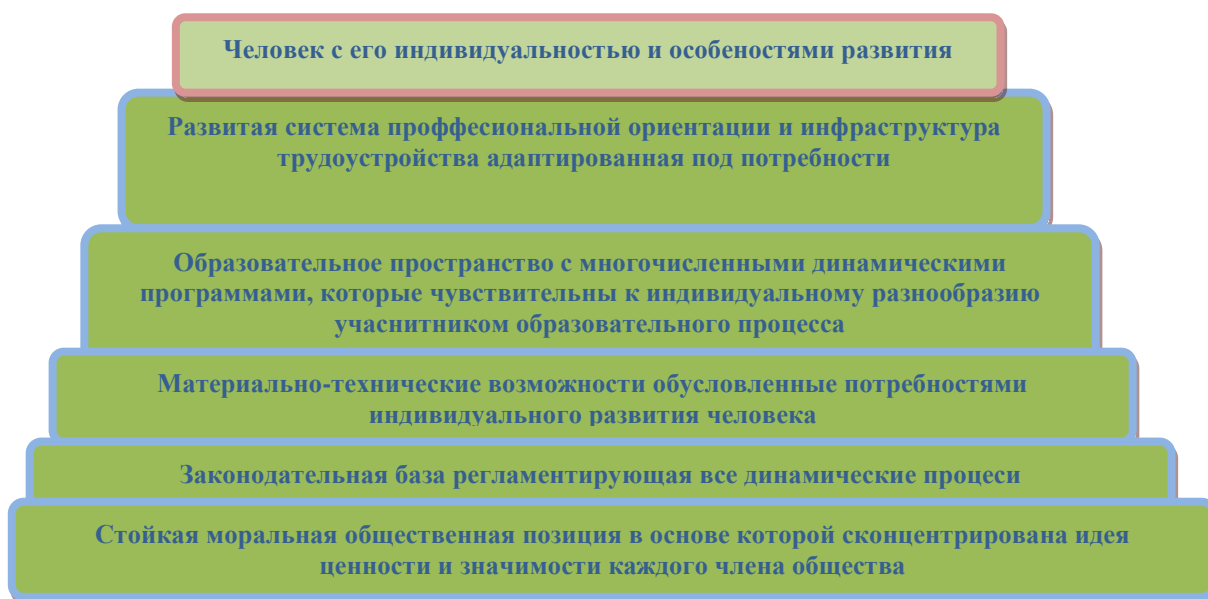 Человек с его индивидуальностью и особеностями развития
Развитая система проффесиональной ориентации и инфраструктура
трудоустройства адаптированная под потребности
Образовательное пространство с многочисленными динамическими
программами, которые чувствительны к индивидуальному разнообразию
учаснитником образовательного процесса
Материально-технические возможности обусловленные потребностями
индивидуального развития человека
Законодательная база регламентирующая все динамические процеси
Стойкая моральная общественная позиция в основе которой сконцентрирована идея
ценности и значимости каждого члена общества